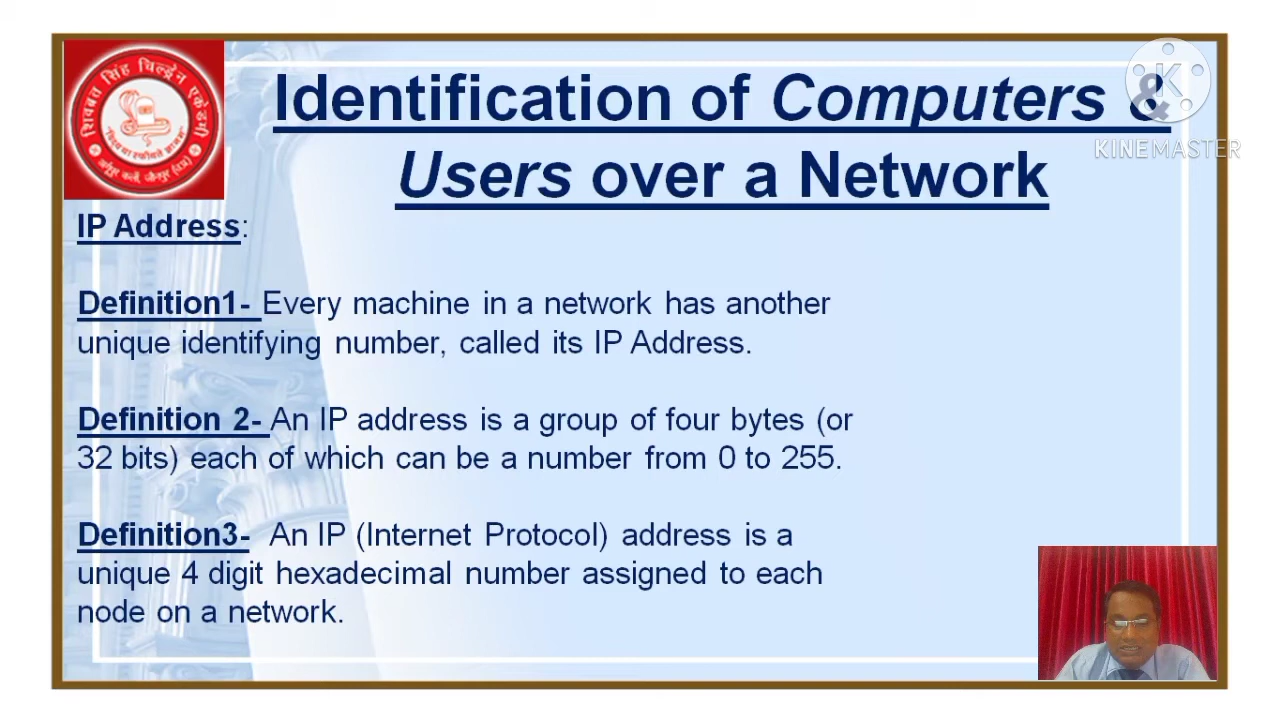 शिवबत सिंह चिल्ड्रेन एकेडमी
Identification of Computers &
Users over a Network
KINEMASTER
IP Address:
Definition1- Every machine in a network has another
unique identifying number, called its IP Address.
Definition 2- An IP address is a group of four bytes (or
32 bits) each of which can be a number from 0 to 255.
Definition3- An IP (Internet Protocol) address is a
unique 4 digit hexadecimal number assigned to each
node on a network.